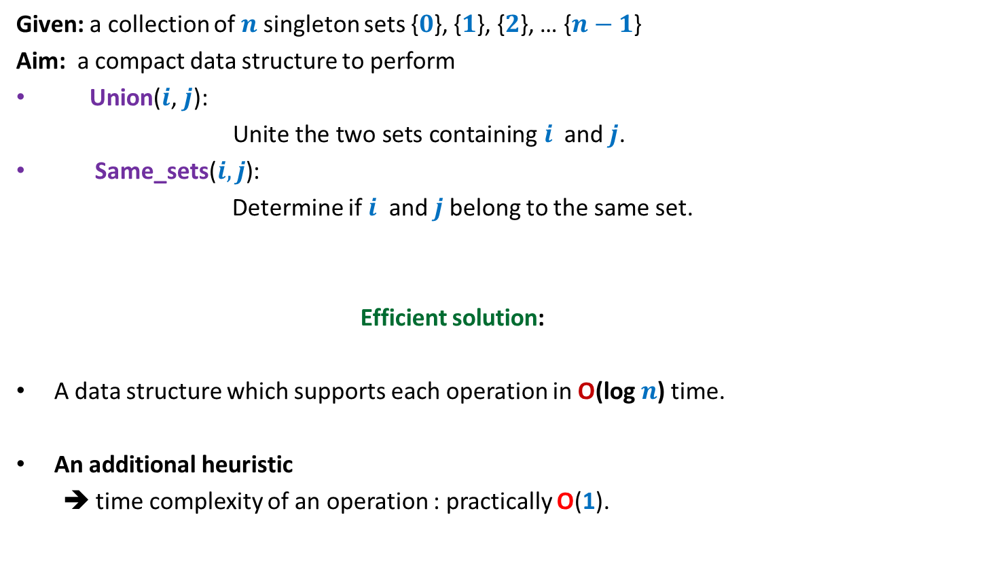 Given: a collection of n singleton sets {0}, {1}, {2}, … {n − 1}
Aim: a compact data structure to perform
• Union(i, j):
Unite the two sets containing i and j.
• Same_sets(i, j):
Determine if i and j belong to the same set.
Efficient solution:
• A data structure which supports each operation in O(log n) time.
• An additional heuristic
➔ time complexity of an operation : practically O(1).